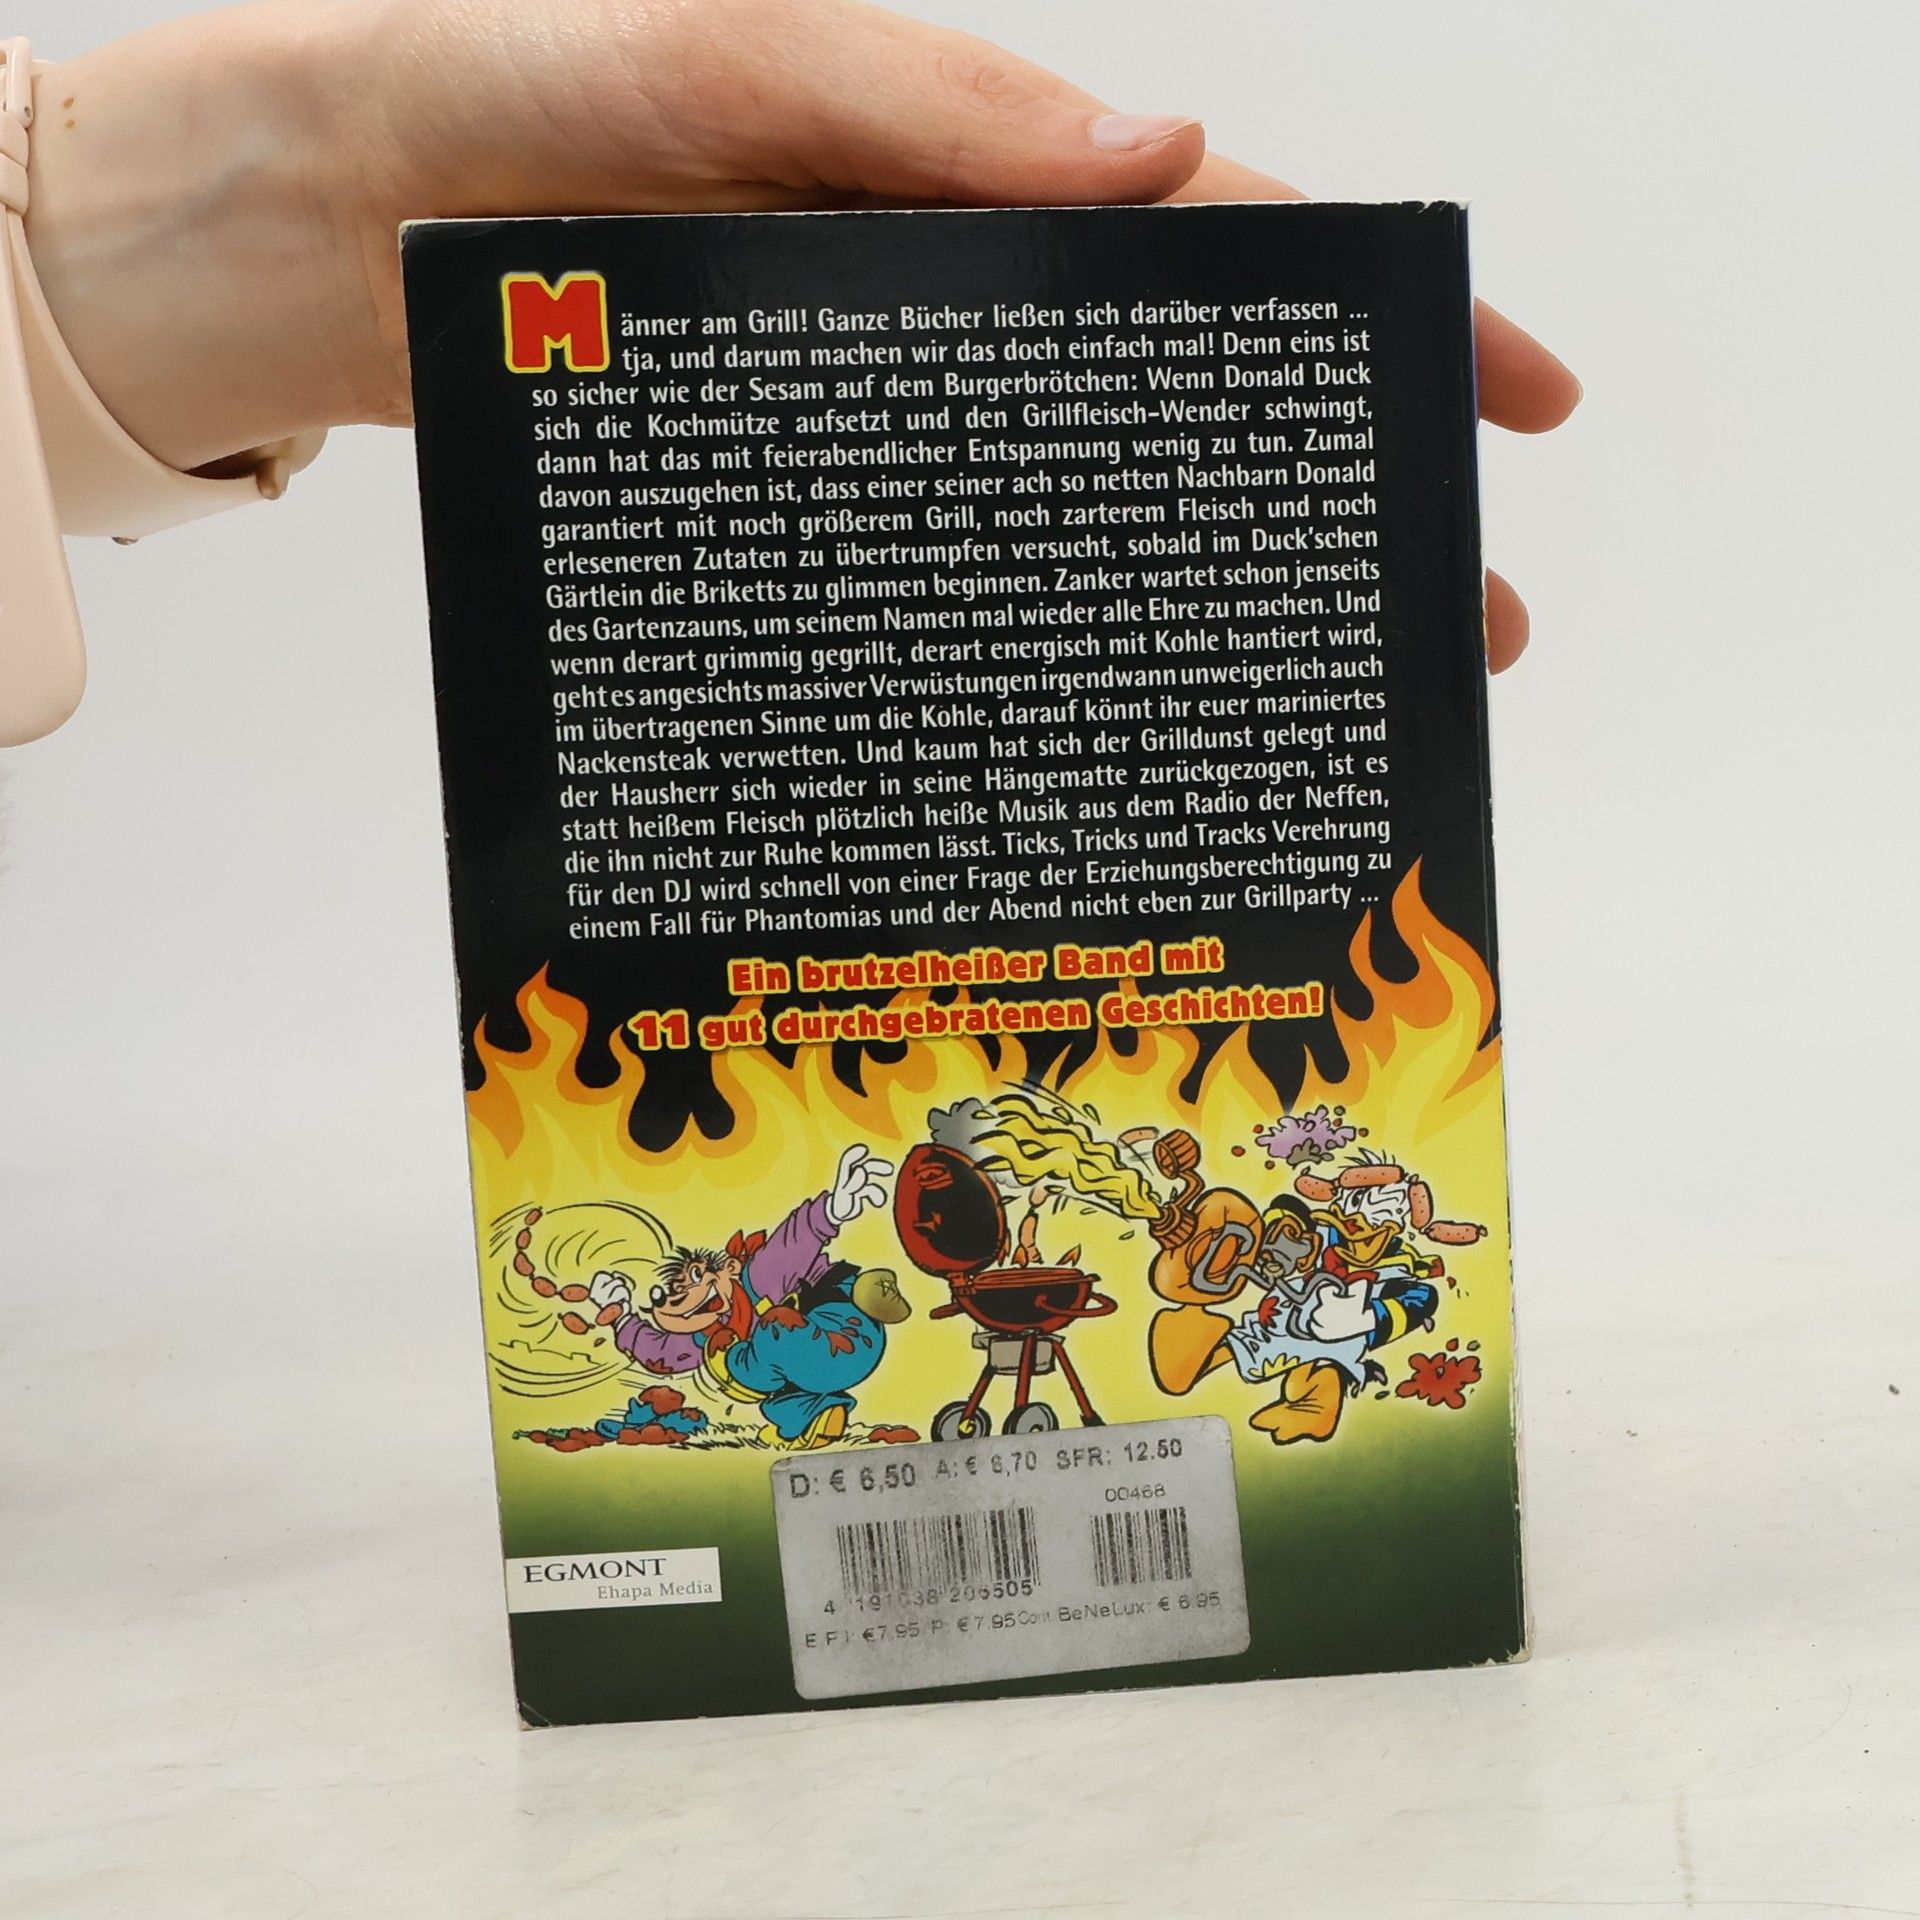 Männer am Grill! Ganze Bücher ließen sich darüber verfassen ...
tja, und darum machen wir das doch einfach mal! Denn eins ist
so sicher wie der Sesam auf dem Burgerbrötchen: Wenn Donald Duck
sich die Kochmütze aufsetzt und den Grillfleisch-Wender schwingt,
dann hat das mit feierabendlicher Entspannung wenig zu tun. Zumal
davon auszugehen ist, dass einer seiner ach so netten Nachbarn Donald
garantiert mit noch größerem Grill, noch zarterem Fleisch und noch
erleseneren Zutaten zu übertrumpfen versucht, sobald im Duck'schen
Gärtlein die Briketts zu glimmen beginnen. Zanker wartet schon jenseits
des Gartenzauns, um seinem Namen mal wieder alle Ehre zu machen. Und
wenn derart grimmig gegrillt, derart energisch mit Kohle hantiert wird,
geht es angesichts massiver Verwüstungen irgendwann unweigerlich auch
im übertragenen Sinne um die Kohle, darauf könnt ihr euer mariniertes
Nackensteak verwetten. Und kaum hat sich der Grilldunst gelegt und
der Hausherr sich wieder in seine Hängematte zurückgezogen, ist es
statt heißem Fleisch plötzlich heiße Musik aus dem Radio der Neffen,
die ihn nicht zur Ruhe kommen lässt. Ticks, Tricks und Tracks Verehrung
für den DJ wird schnell von einer Frage der Erziehungsberechtigung zu
einem Fall für Phantomias und der Abend nicht eben zur Grillparty ...
Ein brutzelheißer Band mit
11 gut durchgebratenen Geschichten!
D: € 6,50 A: € 6,70 SFR: 12.50
00468
4 191038 206505
EGMONT
Ehapa Media
E F I: €7.95 P: €7.95 Cont. BeNeLux: € 6.95